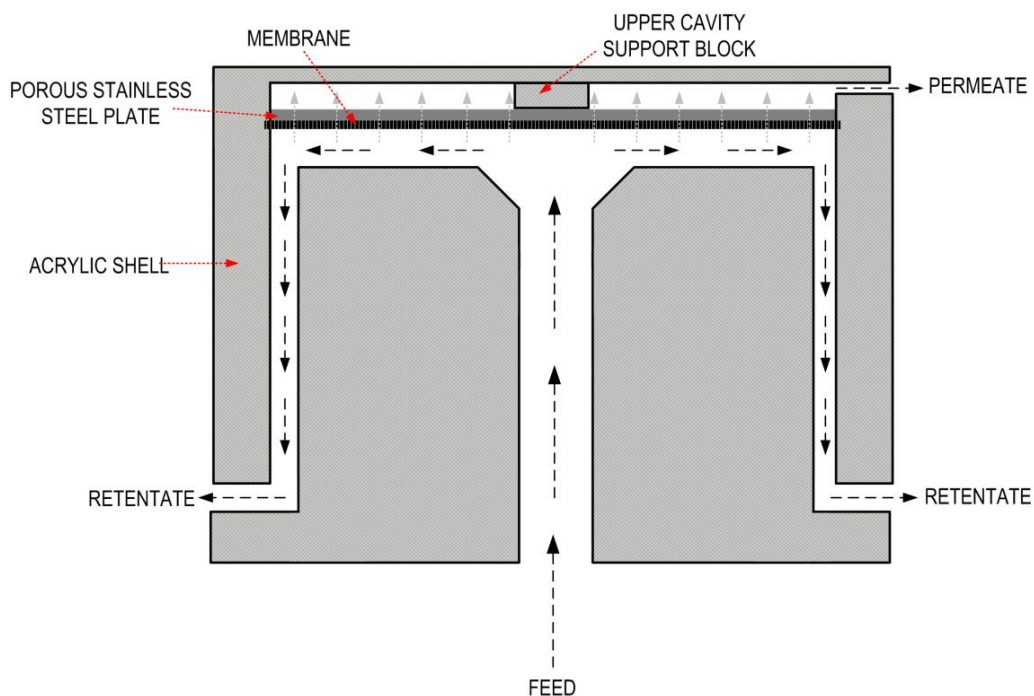 UPPER CAVITY
SUPPORT BLOCK
MEMBRANE
PERMEATE
POROUS STAINLESS
STEEL PLATE
ACRYLIC SHELL
RETENTATE
RETENTATE
FEED